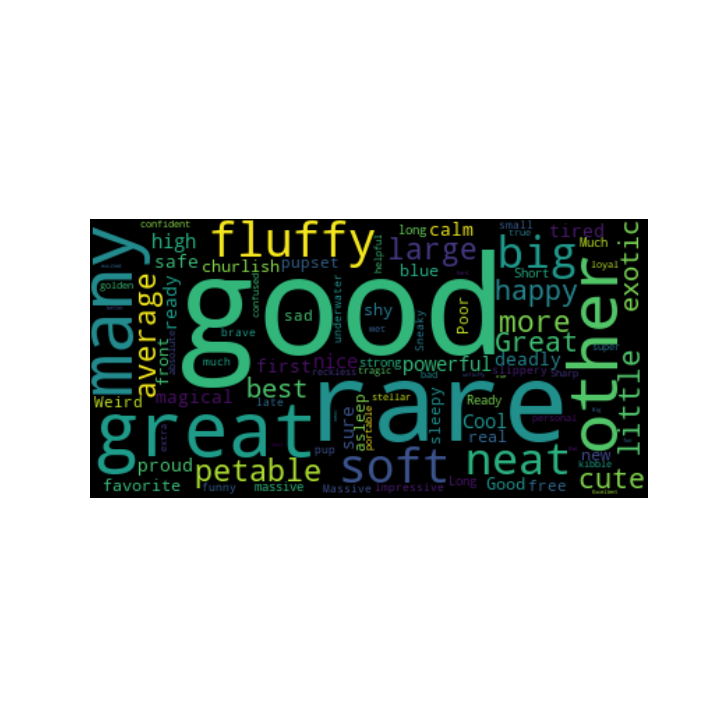 confident
fluffy
long
calm
small
true
tired
many
high
safe
churlish
pupset
helpful
large
blue
big
Much
Short
loyal
exotic
golden
average
ready
front
absolute
confused
good
sad
underwater
shy
wet
Sneaky
Poor
happy
more
Great
other
brave
much
first
nice
reckless
strong
tragic
powerful
deadly
slippery
super
little
bad
Sharp
Weird
magical
best
rare
great
late
extra
sure
asleep
portable
stellar
sleepy
Ready
Cool
real
personal
proud
petable
pup
soft
neat
new
kibble
favorite
funny
massive
Massive
impressive
Long
Good
free
cute